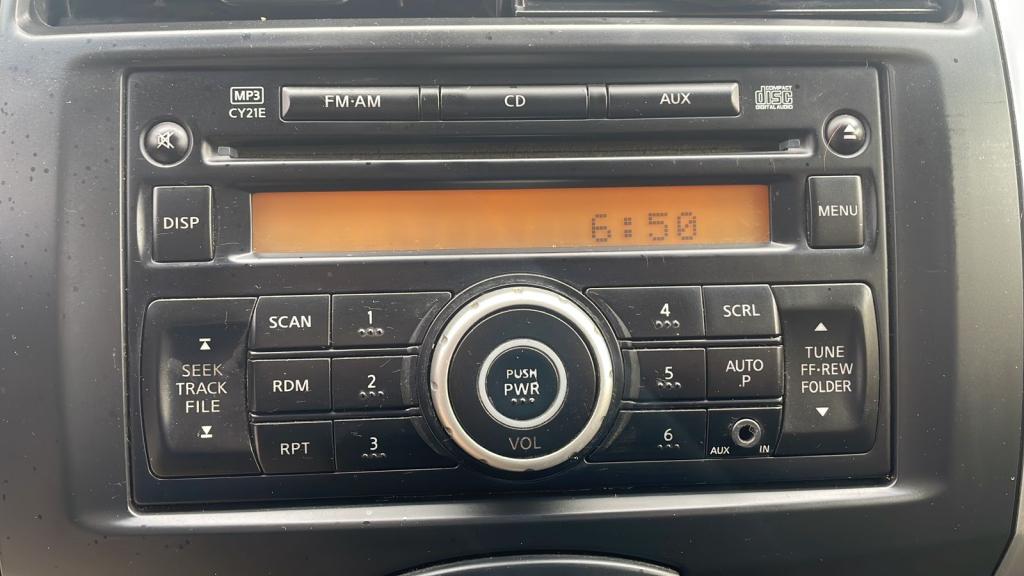 MP3
CY21E
FM·AM
CD
AUX
COMPACT
disc
DIGITAL AUDIO
DISP
6:50
MENU
SEEK
TRACK
FILE
SCAN
1
RDM
2
RPT
3
PUSH
PWR
VOL
4
SCRL
5
AUTO
.P
6
AUX
IN
TUNE
FF·REW
FOLDER